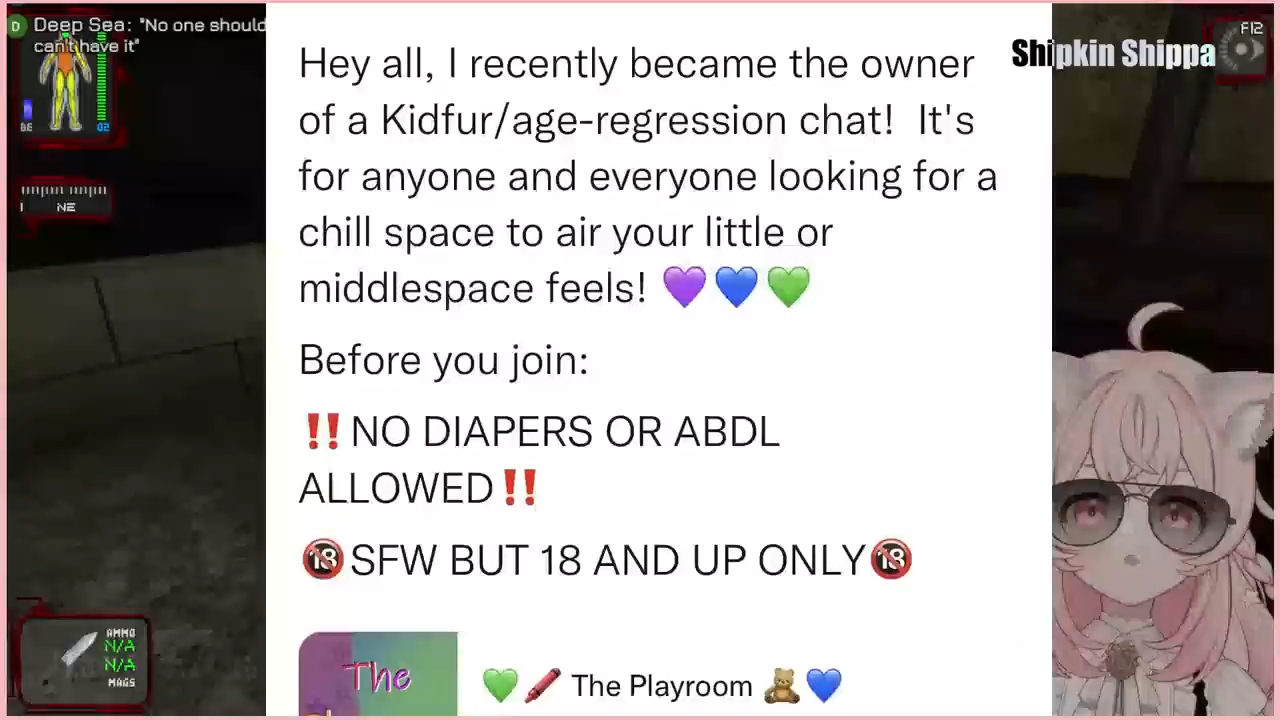 Deep Sea: "No one should
can't have it"
F12
Shipkin Shippa
Hey all, I recently became the owner
of a Kidfur/age-regression chat!  It's
for anyone and everyone looking for a
chill space to air your little or
middlespace feels! 💜💙💚
Before you join:
‼️NO DIAPERS OR ABDL
ALLOWED‼️
🔞SFW BUT 18 AND UP ONLY🔞
The
💚🖍️ The Playroom 🧸💙
NE
AMMO
N/A
N/A
MAGS